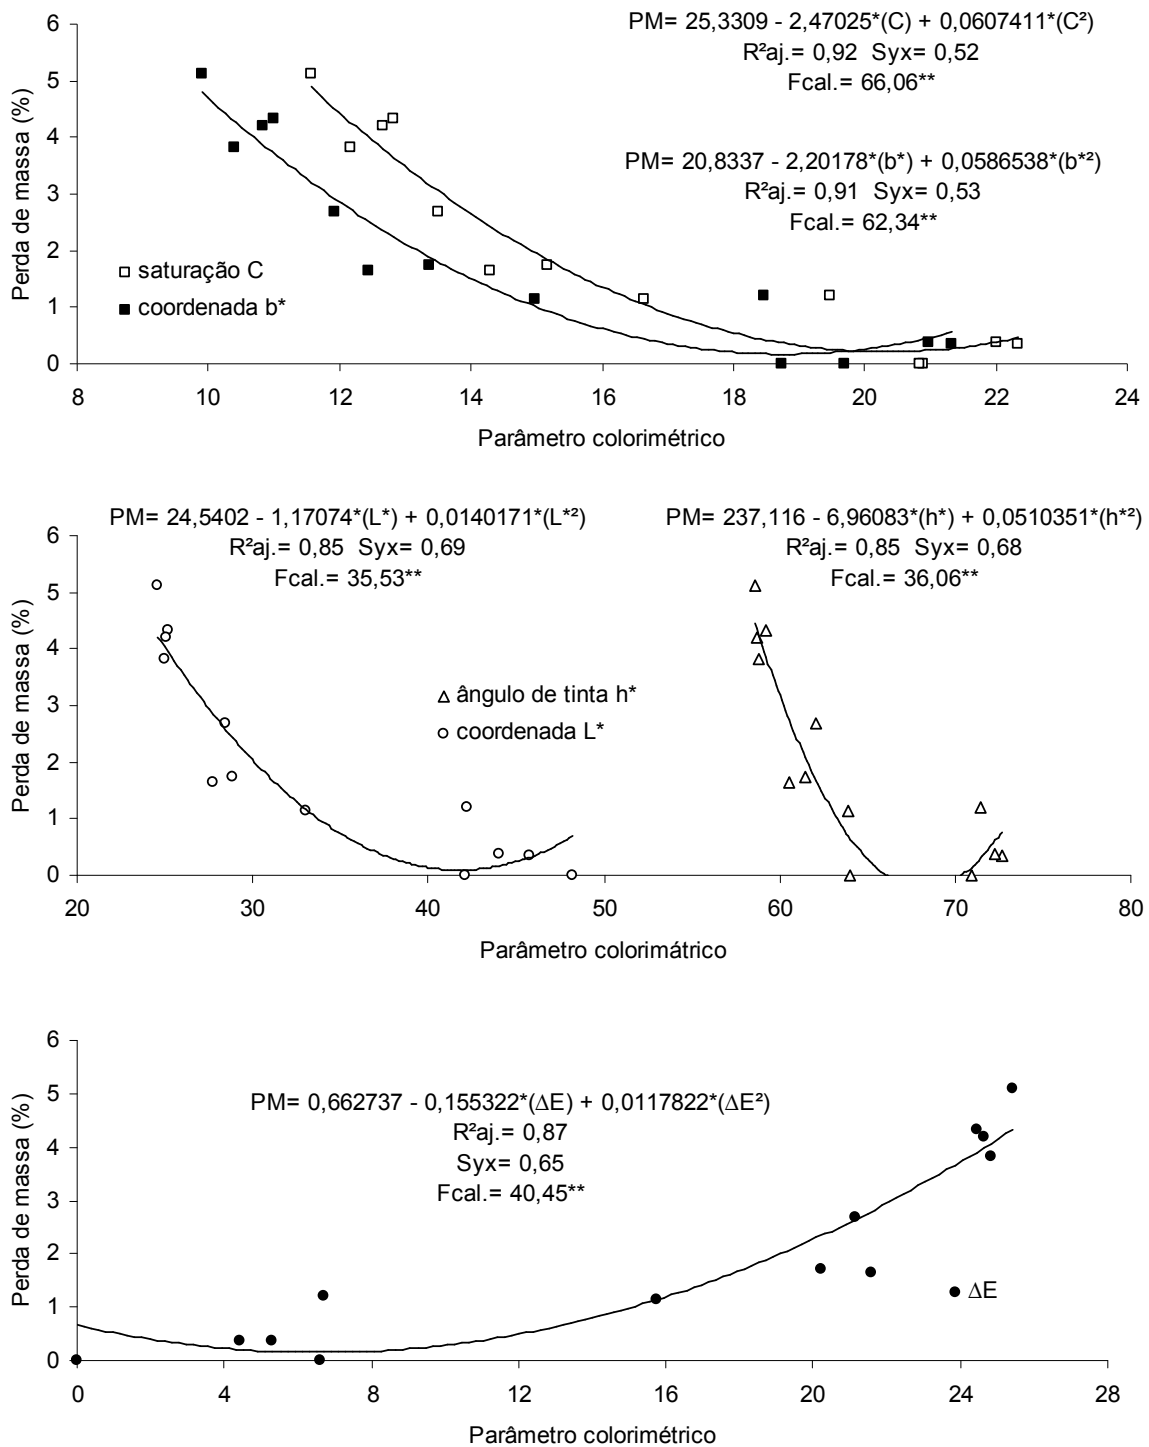 PM= 25,3309 - 2,47025*(C) + 0,0607411*(C²)
R²aj.= 0,92 Syx= 0,52
Fcal.= 66,06**
PM= 20,8337 - 2,20178*(b*) + 0,0586538*(b*²)
R²aj.= 0,91 Syx= 0,53
Fcal.= 62,34**
Perda de massa (%)
6
5
4
3
2
1
0
saturação C
coordenada b*
8 10 12 14 16 18 20 22 24
Parâmetro colorimétrico
PM= 24,5402 - 1,17074*(L*) + 0,0140171*(L*²)
R²aj.= 0,85 Syx= 0,69
Fcal.= 35,53**
PM= 237,116 - 6,96083*(h*) + 0,0510351*(h*²)
R²aj.= 0,85 Syx= 0,68
Fcal.= 36,06**
Perda de massa (%)
6
5
4
3
2
1
0
ângulo de tinta h*
coordenada L*
20 30 40 50 60 70 80
Parâmetro colorimátrico
PM= 0,662737 - 0,155322*(∆E) + 0,0117822*(∆E²)
R²aj.= 0,87
Syx= 0,65
Fcal.= 40,45**
Perda de massa (%)
6
5
4
3
2
1
0
∆E
0 4 8 12 16 20 24 28
Parâmetro colorimétrico